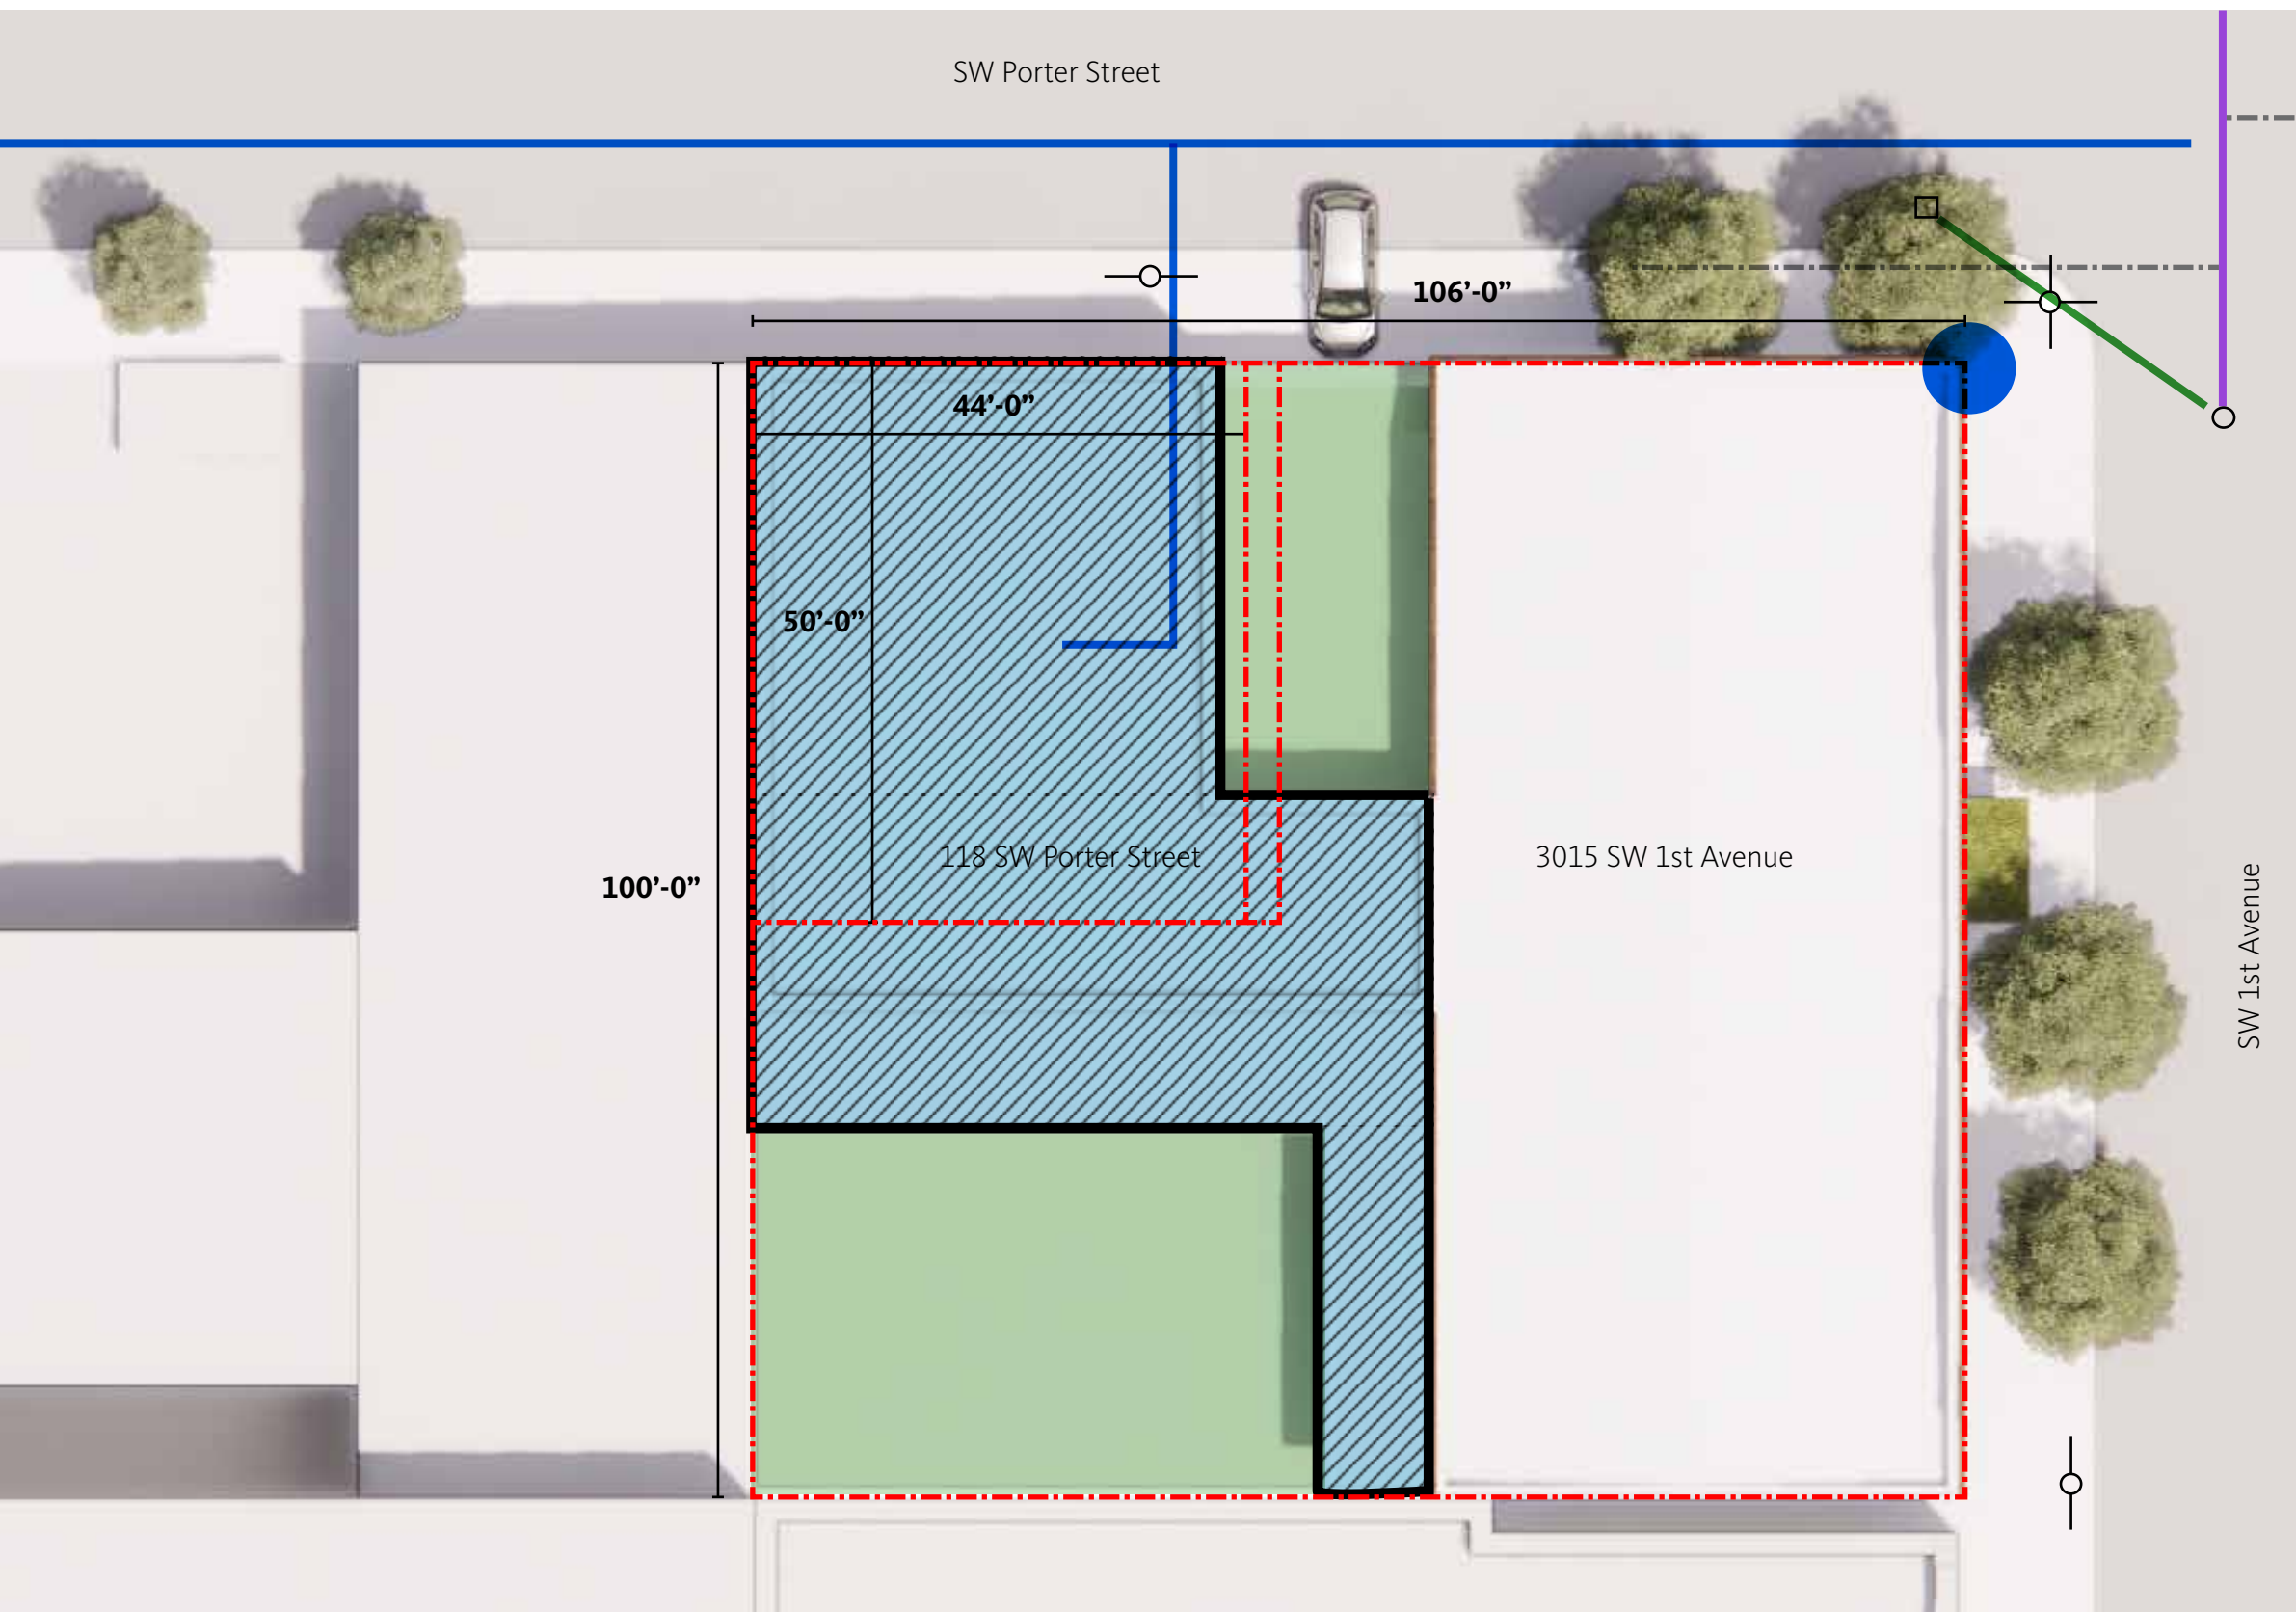 SW Porter Street
106’-0”
44’-0”
50’-0”
118 SW Porter Street
3015 SW 1st Avenue
100’-0”
SW 1st Avenue